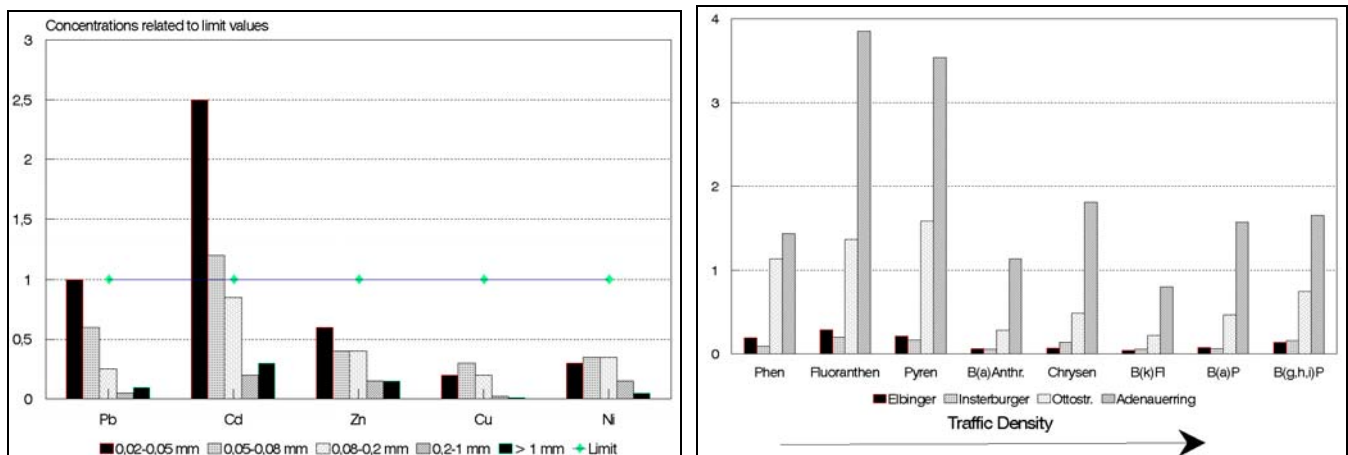 Concentrations related to limit values
3
2,5
2
1,5
1
0,5
0
Pb Cd Zn Cu Ni
0,02-0,05 mm 0,05-0,08 mm 0,08-0,2 mm 0,2-1 mm > 1 mm Limit
4
3
2
1
0
Phen Fluoranthen Pyren B(a)Anthr. Chrysen B(k)Fl B(a)P B(g,h,i)P
Elbinger Insterburger Ottostr. Adenauerring
Traffic Density